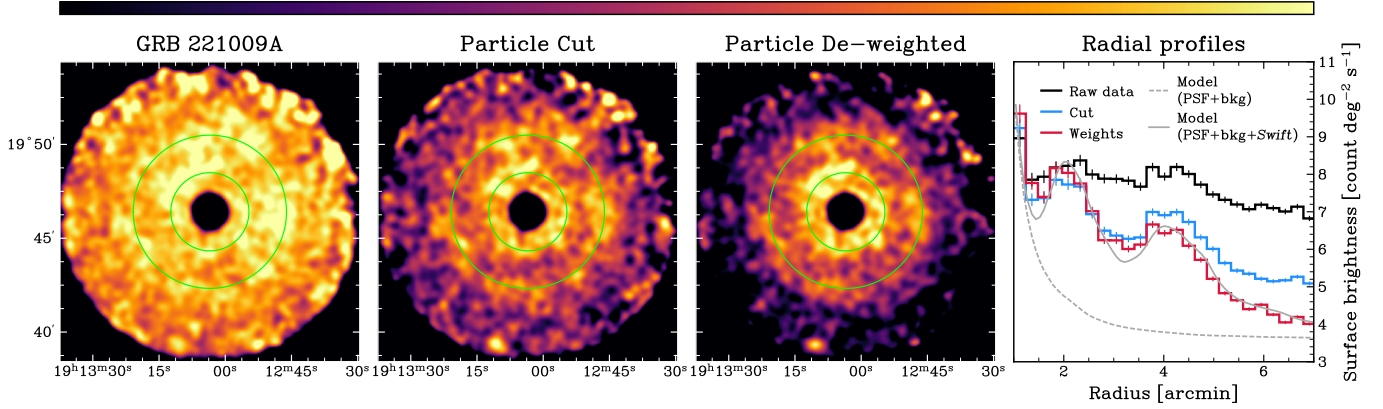 GRB 221009A
Particle Cut
Particle De-weighted
Radial profiles
19°50′
45′
40′
19ʰ13ᵐ30ˢ 15ˢ 00ˢ 12ᵐ45ˢ 30ˢ
19ʰ13ᵐ30ˢ 15ˢ 00ˢ 12ᵐ45ˢ 30ˢ
19ʰ13ᵐ30ˢ 15ˢ 00ˢ 12ᵐ45ˢ 30ˢ
Raw data
Cut
Weights
Model
(PSF+bkg)
Model
(PSF+bkg+Swift)
11
10
9
8
7
6
5
4
3
Surface brightness [count deg⁻² s⁻¹]
2 4 6
Radius [arcmin]